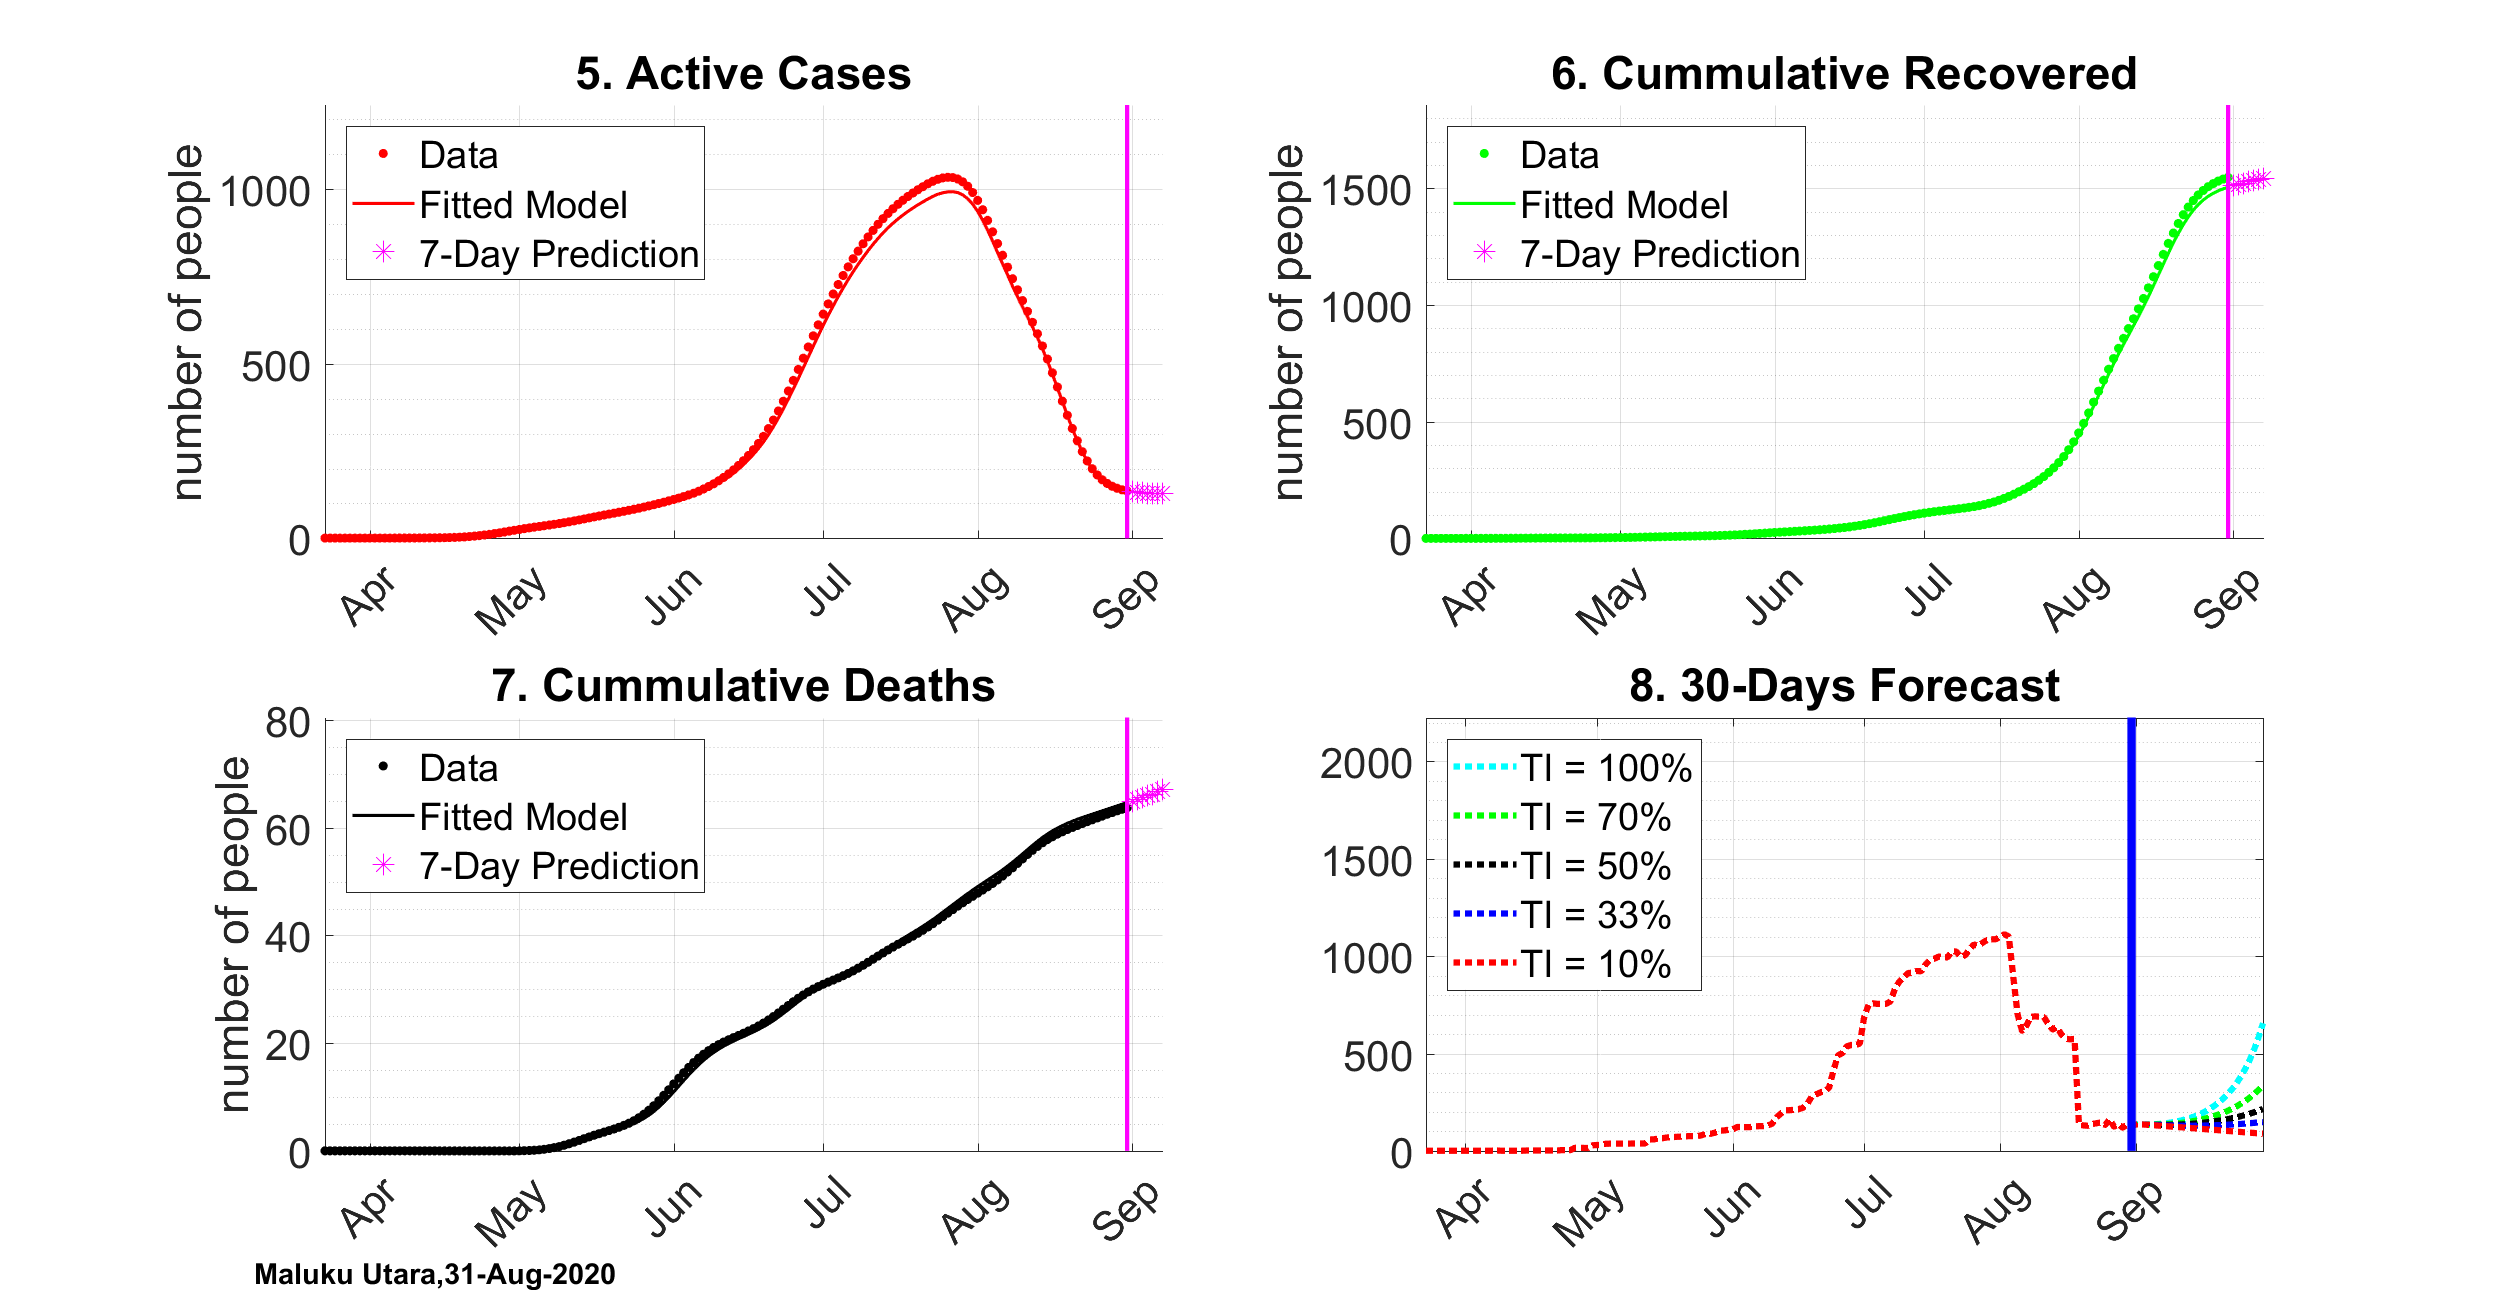 5. Active Cases
number of people
1000
500
0
Data
Fitted Model
7-Day Prediction
Apr
May
Jun
Jul
Aug
Sep
6. Cummulative Recovered
number of people
1500
1000
500
0
Data
Fitted Model
7-Day Prediction
Apr
May
Jun
Jul
Aug
Sep
7. Cummulative Deaths
number of people
80
60
40
20
0
Data
Fitted Model
7-Day Prediction
Apr
May
Jun
Jul
Aug
Sep
8. 30-Days Forecast
2000
1500
1000
500
0
TI = 100%
TI = 70%
TI = 50%
TI = 33%
TI = 10%
Apr
May
Jun
Jul
Aug
Sep
Maluku Utara,31-Aug-2020